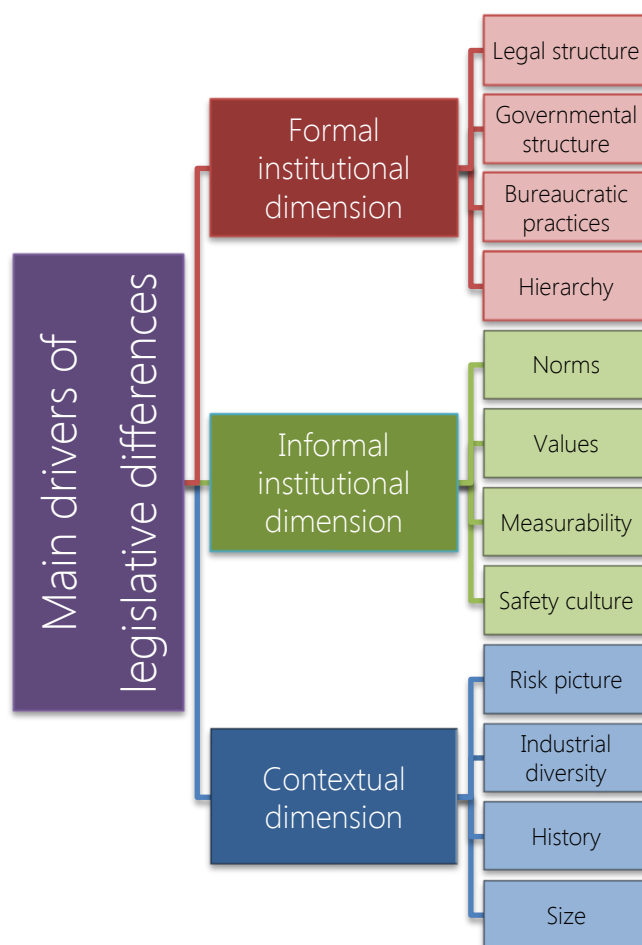 Main drivers of
legislative differences
Formal
institutional
dimension
Legal structure
Governmental
structure
Bureaucratic
practices
Hierarchy
Informal
institutional
dimension
Norms
Values
Measurability
Safety culture
Contextual
dimension
Risk picture
Industrial
diversity
History
Size